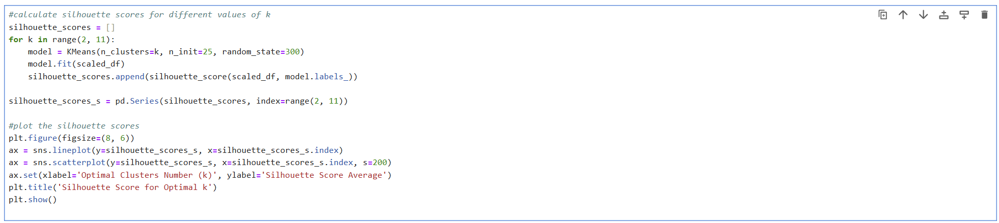 #calculate silhouette scores for different values of k
silhouette_scores = []
for k in range(2, 11):
    model = KMeans(n_clusters=k, n_init=25, random_state=300)
    model.fit(scaled_df)
    silhouette_scores.append(silhouette_score(scaled_df, model.labels_))

silhouette_scores_s = pd.Series(silhouette_scores, index=range(2, 11))

#plot the silhouette scores
plt.figure(figsize=(8, 6))
ax = sns.lineplot(y=silhouette_scores_s, x=silhouette_scores_s.index)
ax = sns.scatterplot(y=silhouette_scores_s, x=silhouette_scores_s.index, s=200)
ax.set(xlabel='Optimal Clusters Number (k)', ylabel='Silhouette Score Average')
plt.title('Silhouette Score for Optimal k')
plt.show()